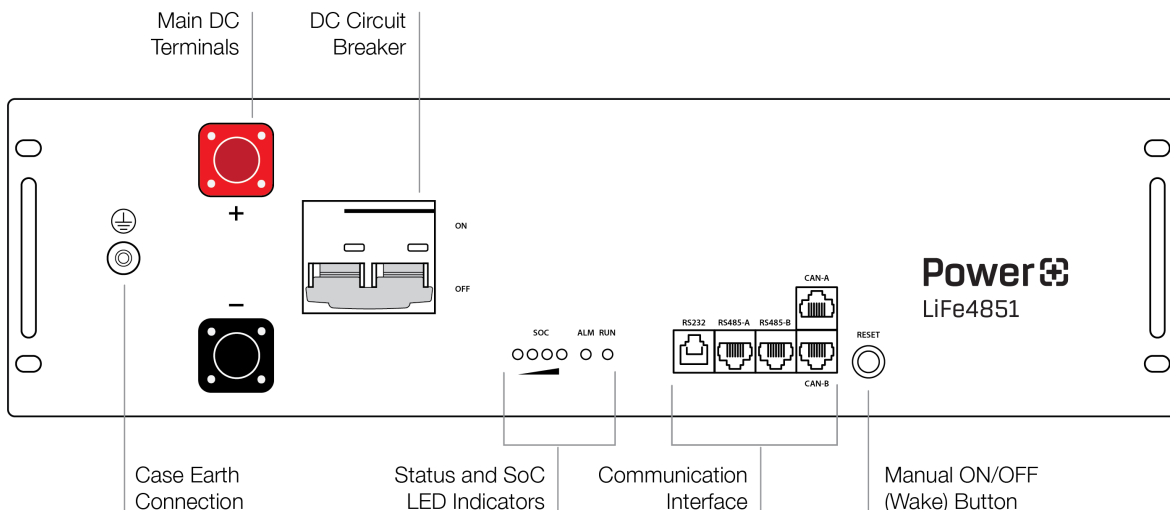 Main DC
Terminals
DC Circuit
Breaker
+
ON
OFF
−
SOC
ALM RUN
RS232
RS485-A
RS485-B
CAN-A
CAN-B
RESET
Power
LiFe4851
Case Earth
Connection
Status and SoC
LED Indicators
Communication
Interface
Manual ON/OFF
(Wake) Button